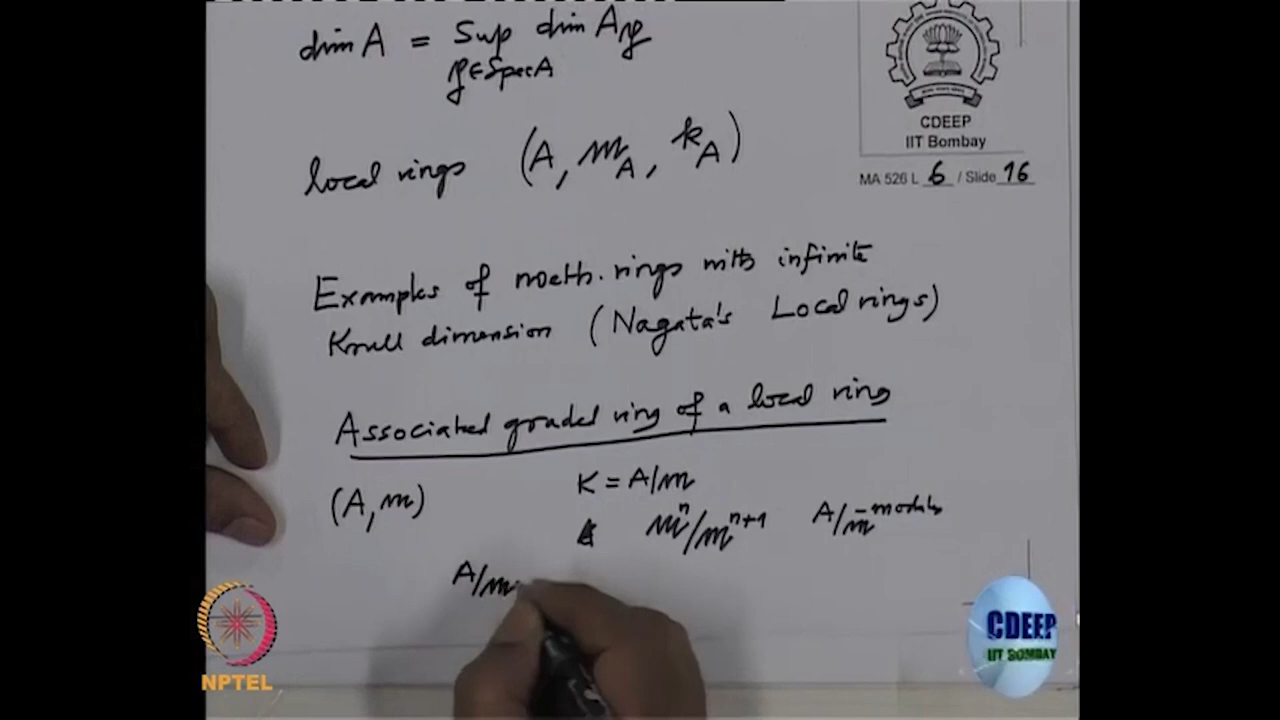 dim A = Sup dim A𝔭
𝔭 ∈ Spec A
CDEEP
IIT Bombay
MA 526 L 6 / Slide 16
local rings (A, m_A, k_A)
Examples of noeth. rings with infinite
Krull dimension (Nagata's Local rings)
Associated graded ring of a local ring
(A, m) K = A/m
m^n/m^{n+1} A/m-module
A/m
NPTEL
CDEEP
IIT BOMBAY